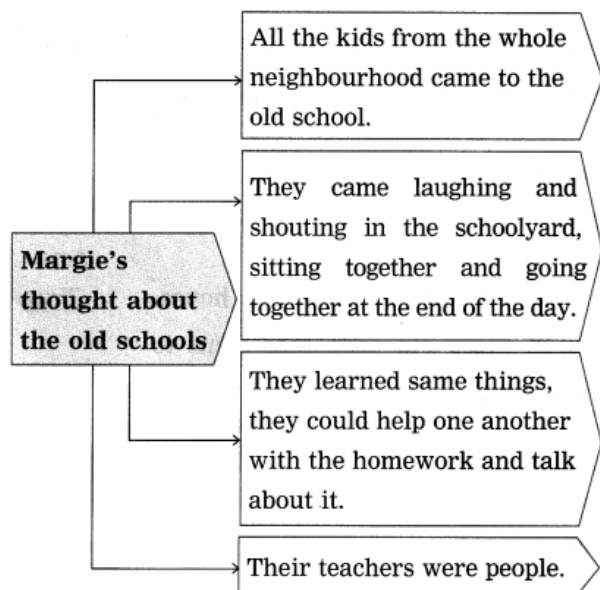 All the kids from the whole
neighbourhood came to the
old school.
They came laughing and
shouting in the schoolyard,
sitting together and going
together at the end of the day.
Margie's
thought about
the old schools
They learned same things,
they could help one another
with the homework and talk
about it.
Their teachers were people.